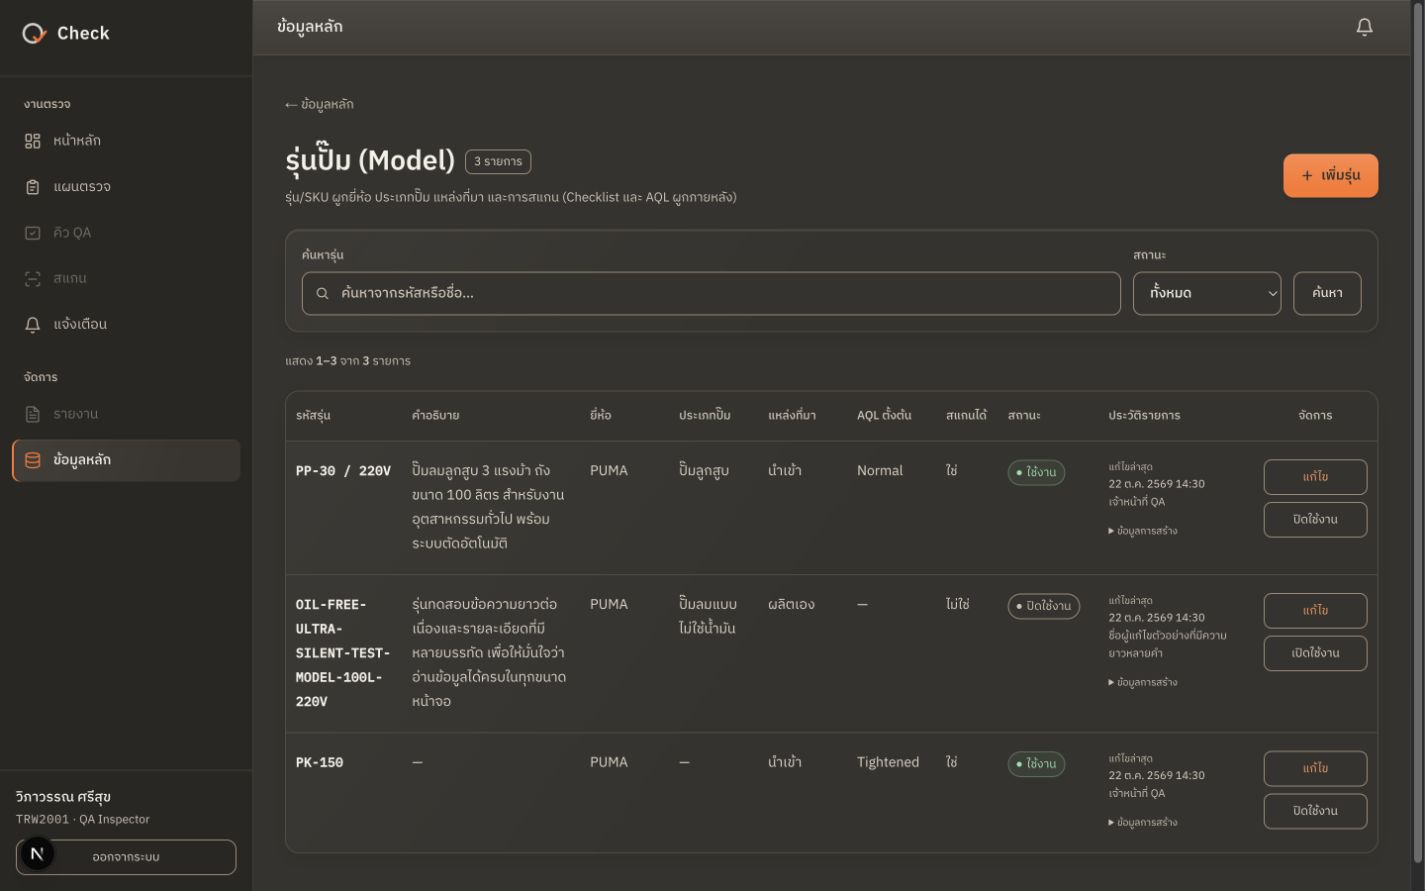 Check
งานตรวจ
หน้าหลัก
แผนตรวจ
คิว QA
สแกน
แจ้งเตือน
จัดการ
รายงาน
ข้อมูลหลัก
วิภาวรรณ ศรีสุข
TRW2001 · QA Inspector
N
ออกจากระบบ
ข้อมูลหลัก
← ข้อมูลหลัก
รุ่นปั๊ม (Model) 3 รายการ
รุ่น/SKU ผูกยี่ห้อ ประเภทปั๊ม แหล่งที่มา และการสแกน (Checklist และ AQL ผูกภายหลัง)
+ เพิ่มรุ่น
ค้นหารุ่น
ค้นหาจากรหัสหรือชื่อ...
สถานะ
ทั้งหมด
ค้นหา
แสดง 1–3 จาก 3 รายการ
รหัสรุ่น คำอธิบาย ยี่ห้อ ประเภทปั๊ม แหล่งที่มา AQL ตั้งต้น สแกนได้ สถานะ ประวัติรายการ จัดการ
PP-30 / 220V
ปั๊มลมลูกสูบ 3 แรงม้า ถัง
ขนาด 100 ลิตร สำหรับงาน
อุตสาหกรรมทั่วไป พร้อม
ระบบตัดอัตโนมัติ
PUMA
ปั๊มลูกสูบ
นำเข้า
Normal
ใช่
● ใช้งาน
แก้ไขล่าสุด
22 ต.ค. 2569 14:30
เจ้าหน้าที่ QA
▶ ข้อมูลการสร้าง
แก้ไข
ปิดใช้งาน
OIL-FREE-
ULTRA-
SILENT-TEST-
MODEL-100L-
220V
รุ่นทดสอบข้อความยาวต่อ
เนื่องและรายละเอียดที่มี
หลายบรรทัด เพื่อให้มั่นใจว่า
อ่านข้อมูลได้ครบในทุกขนาด
หน้าจอ
PUMA
ปั๊มลมแบบ
ไม่ใช้น้ำมัน
ผลิตเอง
—
ไม่ใช่
● ปิดใช้งาน
แก้ไขล่าสุด
22 ต.ค. 2569 14:30
ชื่อผู้แก้ไขตัวอย่างที่มีความ
ยาวหลายคำ
▶ ข้อมูลการสร้าง
แก้ไข
เปิดใช้งาน
PK-150
—
PUMA
—
นำเข้า
Tightened
ใช่
● ใช้งาน
แก้ไขล่าสุด
22 ต.ค. 2569 14:30
เจ้าหน้าที่ QA
▶ ข้อมูลการสร้าง
แก้ไข
ปิดใช้งาน